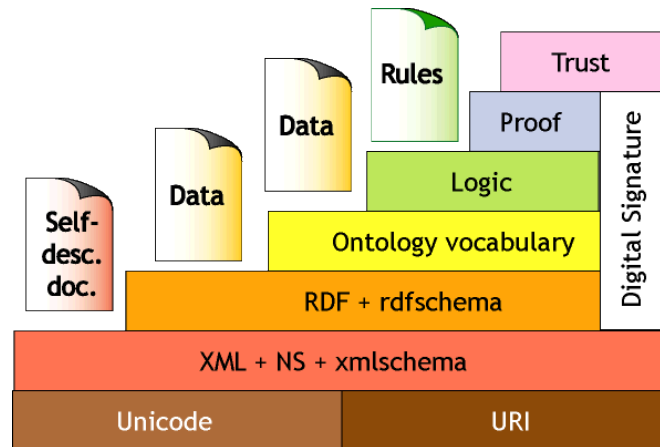 Rules
Trust
Data
Proof
Data
Logic
Self-
desc.
doc.
Ontology vocabulary
Digital Signature
RDF + rdfschema
XML + NS + xmlschema
Unicode
URI